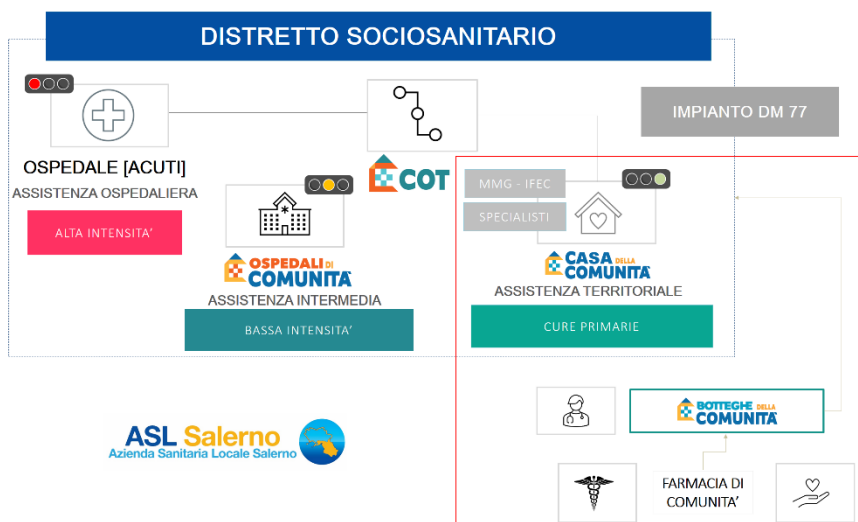 DISTRETTO SOCIOSANITARIO
IMPIANTO DM 77
OSPEDALE [ACUTI]
ASSISTENZA OSPEDALIERA
ALTA INTENSITA'
COT
MMG - IFEC
SPECIALISTI
OSPEDALI DI
COMUNITÀ
ASSISTENZA INTERMEDIA
BASSA INTENSITA'
CASA DELLA
COMUNITÀ
ASSISTENZA TERRITORIALE
CURE PRIMARIE
BOTTEGHE DELLA
COMUNITÀ
ASL Salerno
Azienda Sanitaria Locale Salerno
FARMACIA DI
COMUNITA'